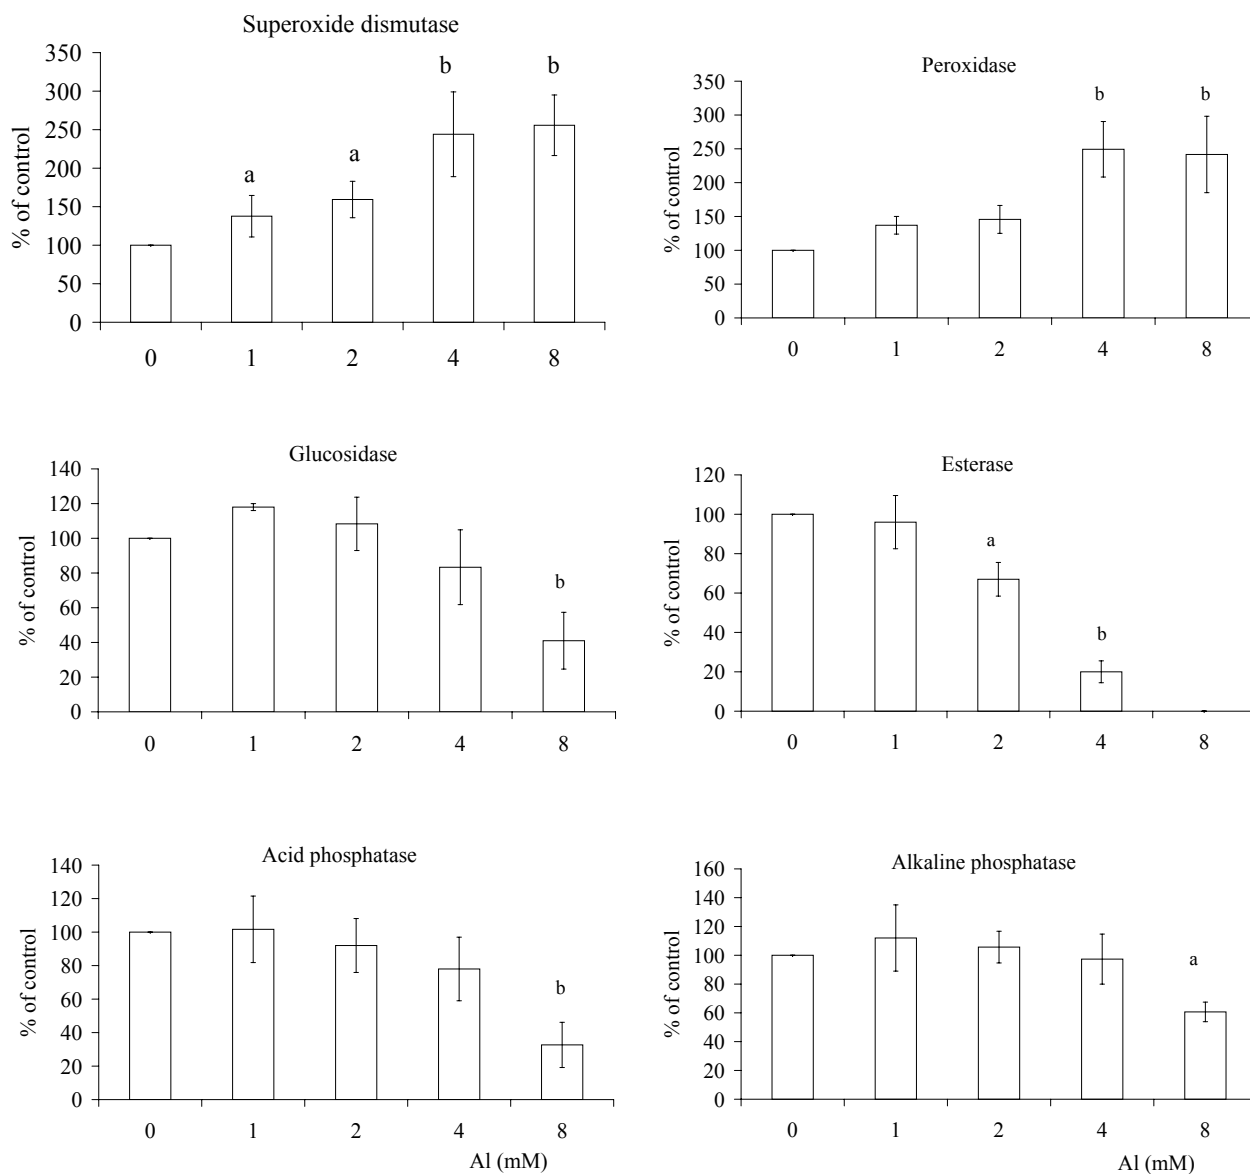 Superoxide dismutase
% of control
350
300
250
200
150
100
50
0
a
a
b
b
0 1 2 4 8
Peroxidase
% of control
350
300
250
200
150
100
50
0
b
b
0 1 2 4 8
Glucosidase
% of control
140
120
100
80
60
40
20
0
b
0 1 2 4 8
Esterase
% of control
120
100
80
60
40
20
0
a
b
0 1 2 4 8
Acid phosphatase
% of control
140
120
100
80
60
40
20
0
b
0 1 2 4 8
Al (mM)
Alkaline phosphatase
% of control
160
140
120
100
80
60
40
20
0
a
0 1 2 4 8
Al (mM)